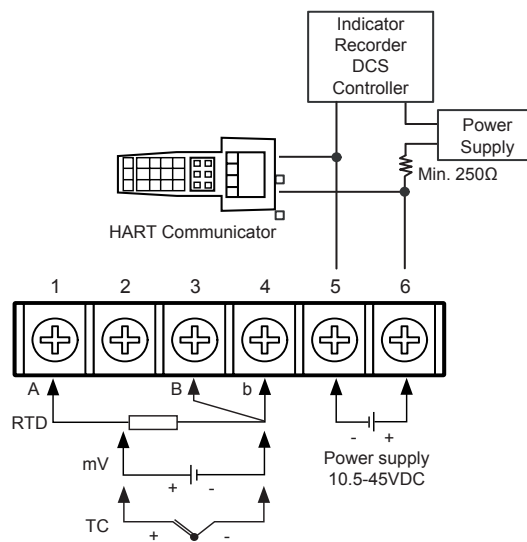 Indicator
Recorder
DCS
Controller
Power
Supply
Min. 250Ω
HART Communicator
1 2 3 4 5 6
A B b
RTD
- +
mV
+ -
Power supply
10.5-45VDC
TC
+ -